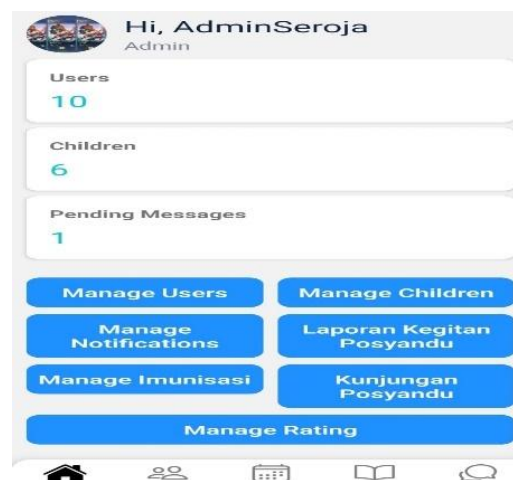 Hi, AdminSeroja
Admin
Users
10
Children
6
Pending Messages
1
Manage Users
Manage Children
Manage
Notifications
Laporan Kegitan
Posyandu
Manage Imunisasi
Kunjungan
Posyandu
Manage Rating